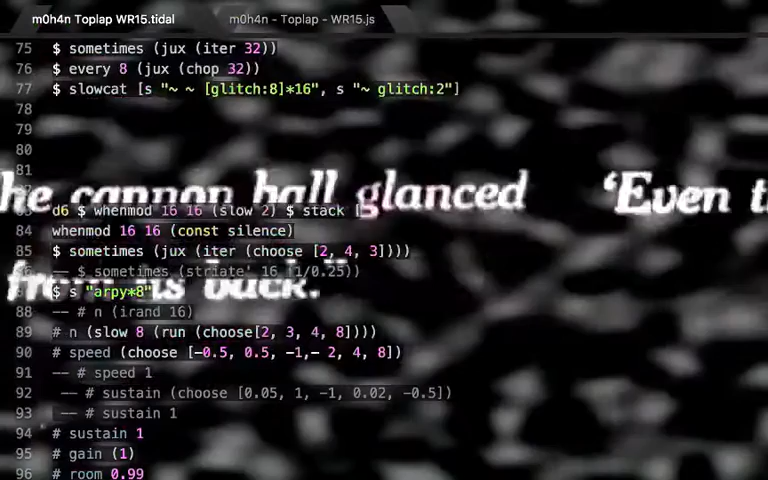 m0h4n Toplap WR15.tidal
m0h4n - Toplap - WR15.js
75 $ sometimes (jux (iter 32))
76 $ every 8 (jux (chop 32))
77 $ slowcat [s "~ ~ [glitch:8]*16", s "~ glitch:2"]
78
79
80
81
he cannon ball glanced 'Even t
d6 $ whenmod 16 16 (slow 2) $ stack [
84 whenmod 16 16 (const silence)
85 $ sometimes (jux (iter (choose [2, 4, 3])))
-- $ sometimes (striate' 16 [1/0.25))
is back."
$ s "arpy*8"
88 -- # n (irand 16)
89 # n (slow 8 (run (choose[2, 3, 4, 8])))
90 # speed (choose [-0.5, 0.5, -1,- 2, 4, 8])
91 -- # speed 1
92 -- # sustain (choose [0.05, 1, -1, 0.02, -0.5])
93 -- # sustain 1
94 # sustain 1
95 # gain (1)
96 # room 0.99